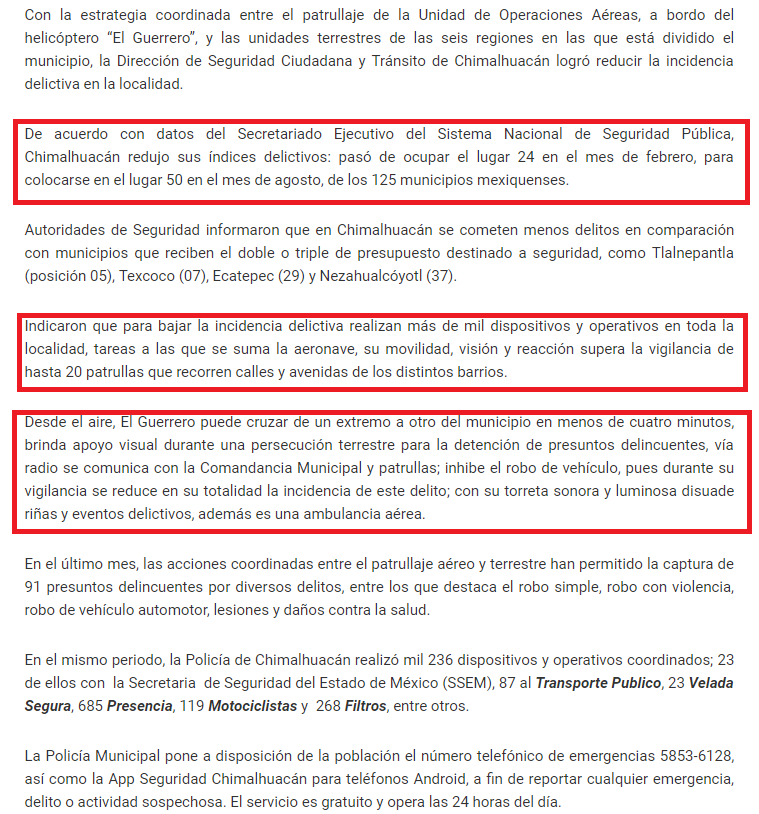 Con la estrategia coordinada entre el patrullaje de la Unidad de Operaciones Aéreas, a bordo del
helicóptero “El Guerrero”, y las unidades terrestres de las seis regiones en las que está dividido el
municipio, la Dirección de Seguridad Ciudadana y Tránsito de Chimalhuacán logró reducir la incidencia
delictiva en la localidad.
De acuerdo con datos del Secretariado Ejecutivo del Sistema Nacional de Seguridad Pública,
Chimalhuacán redujo sus índices delictivos: pasó de ocupar el lugar 24 en el mes de febrero, para
colocarse en el lugar 50 en el mes de agosto, de los 125 municipios mexiquenses.
Autoridades de Seguridad informaron que en Chimalhuacán se cometen menos delitos en comparación
con municipios que reciben el doble o triple de presupuesto destinado a seguridad, como Tlalnepantla
(posición 05), Texcoco (07), Ecatepec (29) y Nezahualcóyotl (37).
Indicaron que para bajar la incidencia delictiva realizan más de mil dispositivos y operativos en toda la
localidad, tareas a las que se suma la aeronave, su movilidad, visión y reacción supera la vigilancia de
hasta 20 patrullas que recorren calles y avenidas de los distintos barrios.
Desde el aire, El Guerrero puede cruzar de un extremo a otro del municipio en menos de cuatro minutos,
brinda apoyo visual durante una persecución terrestre para la detención de presuntos delincuentes, vía
radio se comunica con la Comandancia Municipal y patrullas; inhibe el robo de vehículo, pues durante su
vigilancia se reduce en su totalidad la incidencia de este delito; con su torreta sonora y luminosa disuade
riñas y eventos delictivos, además es una ambulancia aérea.
En el último mes, las acciones coordinadas entre el patrullaje aéreo y terrestre han permitido la captura de
91 presuntos delincuentes por diversos delitos, entre los que destaca el robo simple, robo con violencia,
robo de vehículo automotor, lesiones y daños contra la salud.
En el mismo periodo, la Policía de Chimalhuacán realizó mil 236 dispositivos y operativos coordinados; 23
de ellos con la Secretaria de Seguridad del Estado de México (SSEM), 87 al Transporte Publico, 23 Velada
Segura, 685 Presencia, 119 Motociclistas y 268 Filtros, entre otros.
La Policía Municipal pone a disposición de la población el número telefónico de emergencias 5853-6128,
así como la App Seguridad Chimalhuacán para teléfonos Android, a fin de reportar cualquier emergencia,
delito o actividad sospechosa. El servicio es gratuito y opera las 24 horas del día.